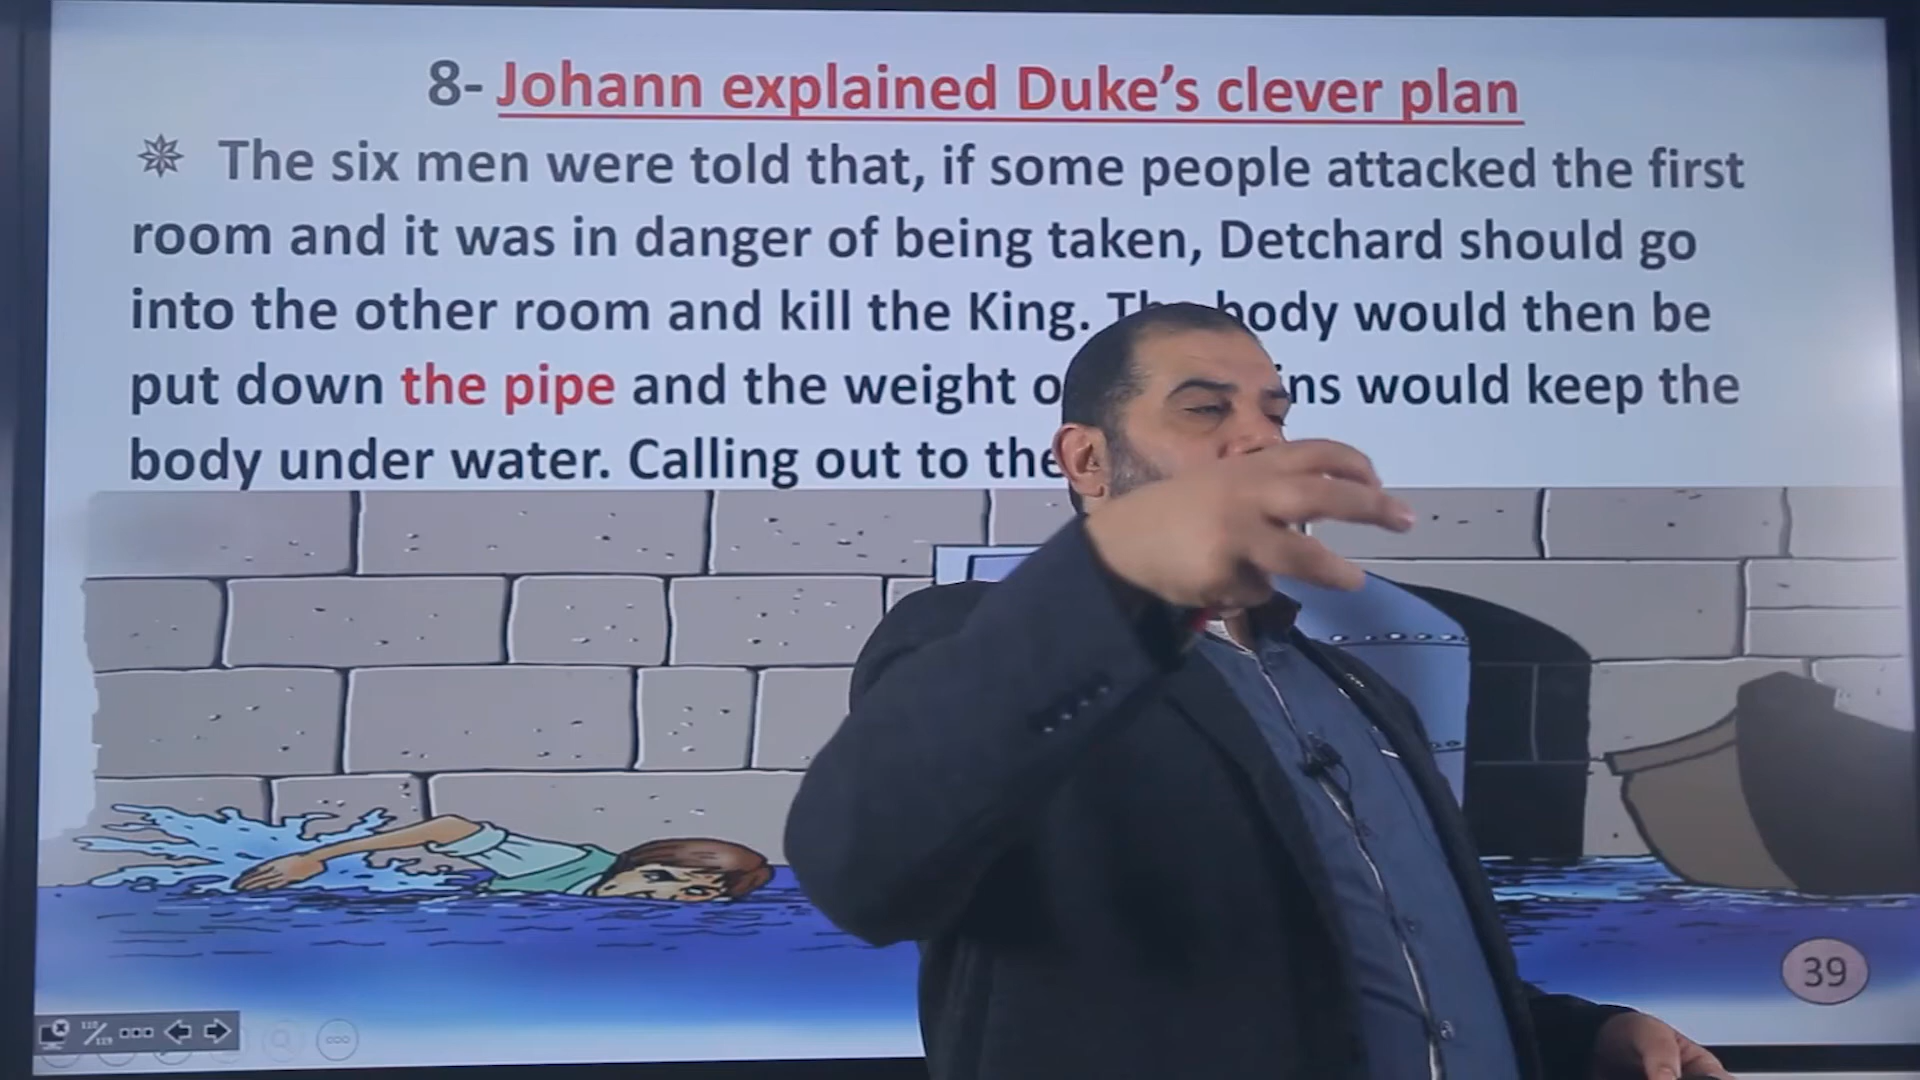 8- Johann explained Duke's clever plan
✵ The six men were told that, if some people attacked the first
room and it was in danger of being taken, Detchard should go
into the other room and kill the King. The body would then be
put down the pipe and the weight would keep the
body under water. Calling out to the
39